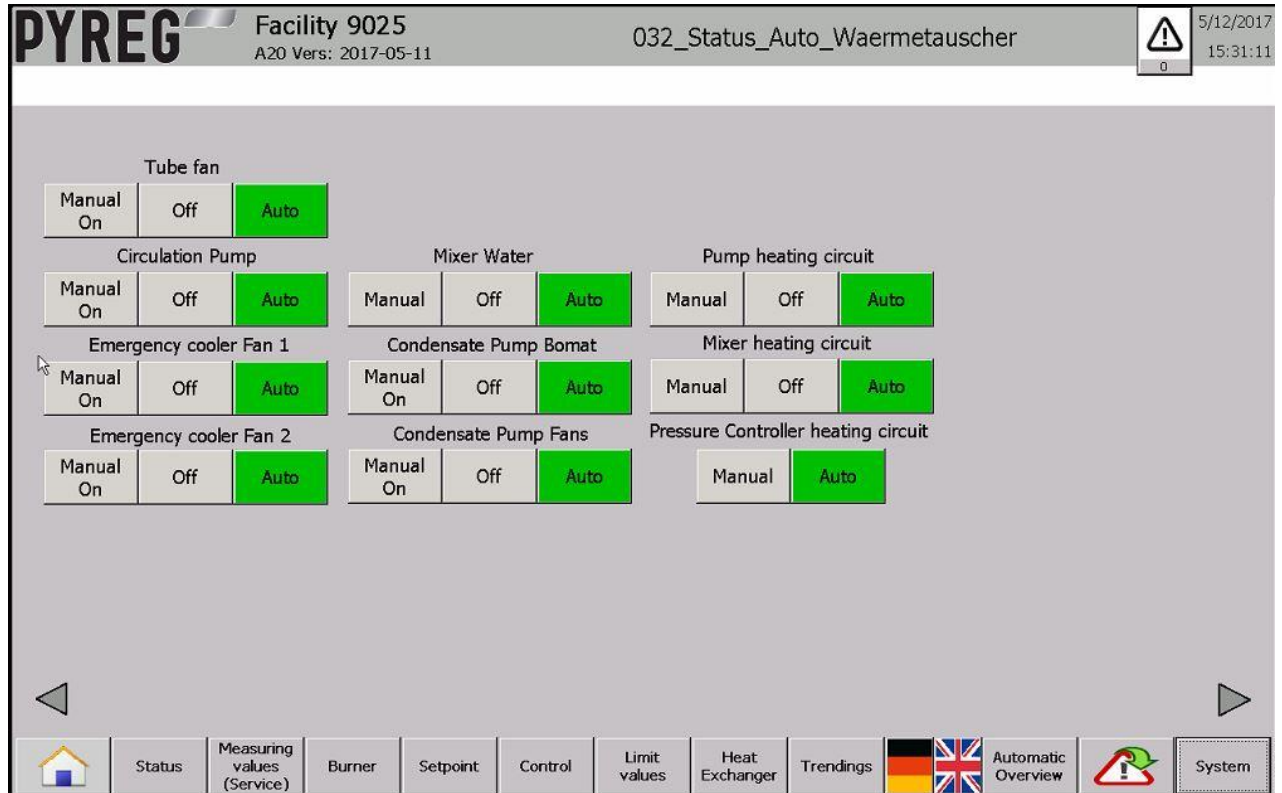 PYREG
Facility 9025
A20 Vers: 2017-05-11
032_Status_Auto_Waermetauscher
0
5/12/2017
15:31:11
Tube fan
Manual
On
Off
Auto
Circulation Pump
Manual
On
Off
Auto
Mixer Water
Manual
Off
Auto
Pump heating circuit
Manual
Off
Auto
Emergency cooler Fan 1
Manual
On
Off
Auto
Condensate Pump Bomat
Manual
On
Off
Auto
Mixer heating circuit
Manual
Off
Auto
Emergency cooler Fan 2
Manual
On
Off
Auto
Condensate Pump Fans
Manual
On
Off
Auto
Pressure Controller heating circuit
Manual
Auto
Status
Measuring
values
(Service)
Burner
Setpoint
Control
Limit
values
Heat
Exchanger
Trendings
Automatic
Overview
System